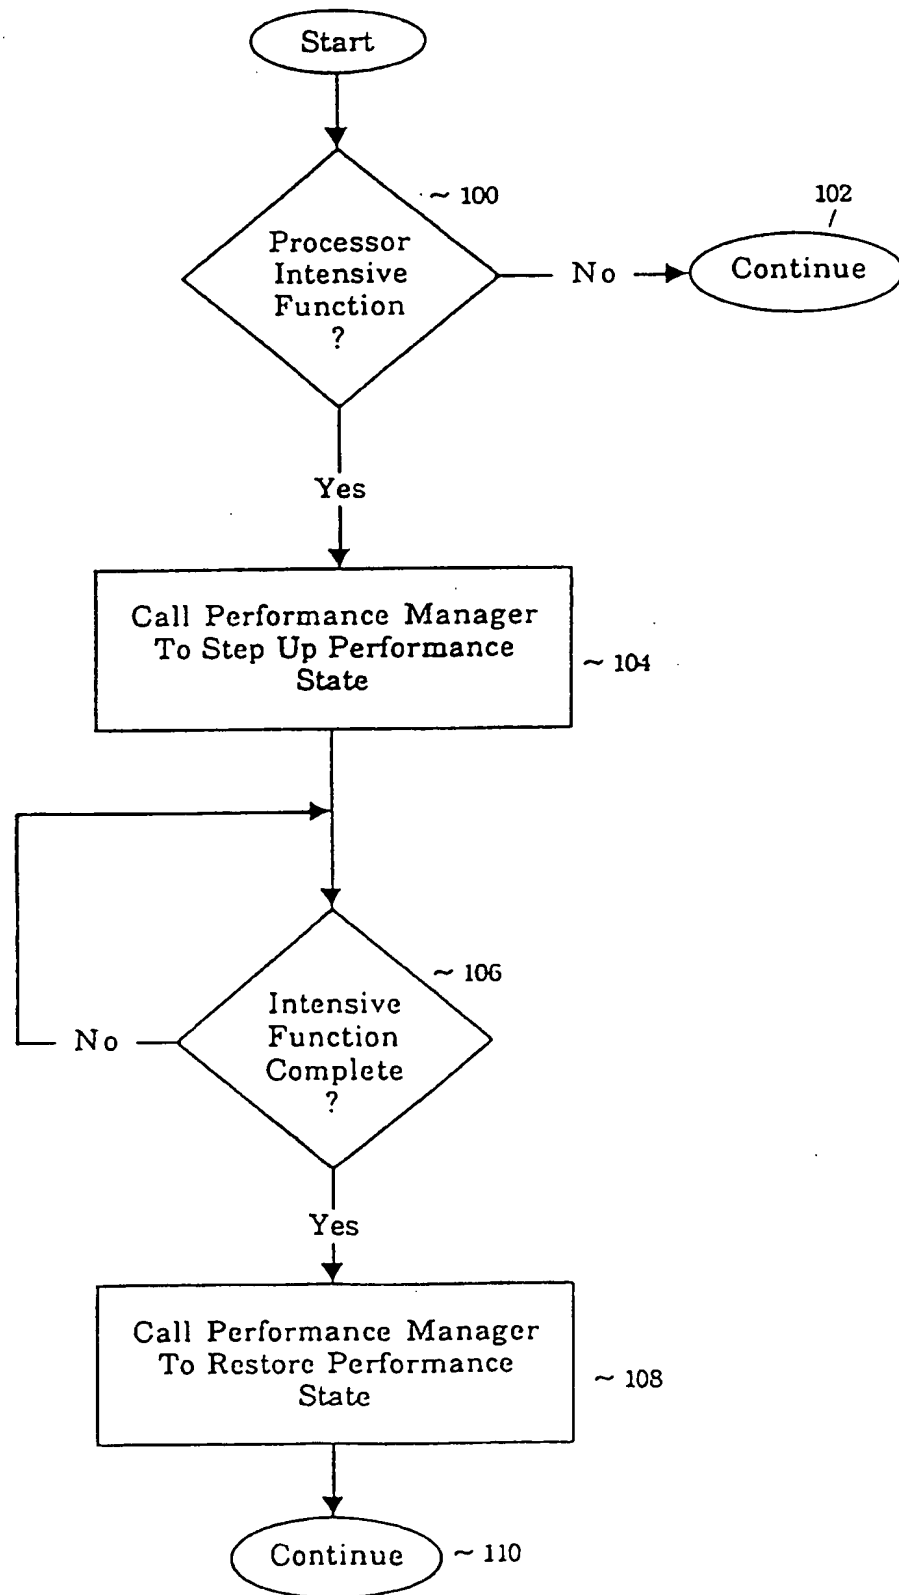 Start
~ 100
Processor
Intensive
Function
?
No
102
Continue
Yes
Call Performance Manager
To Step Up Performance
State
~ 104
~ 106
Intensive
Function
Complete
?
No
Yes
Call Performance Manager
To Restore Performance
State
~ 108
Continue
~ 110